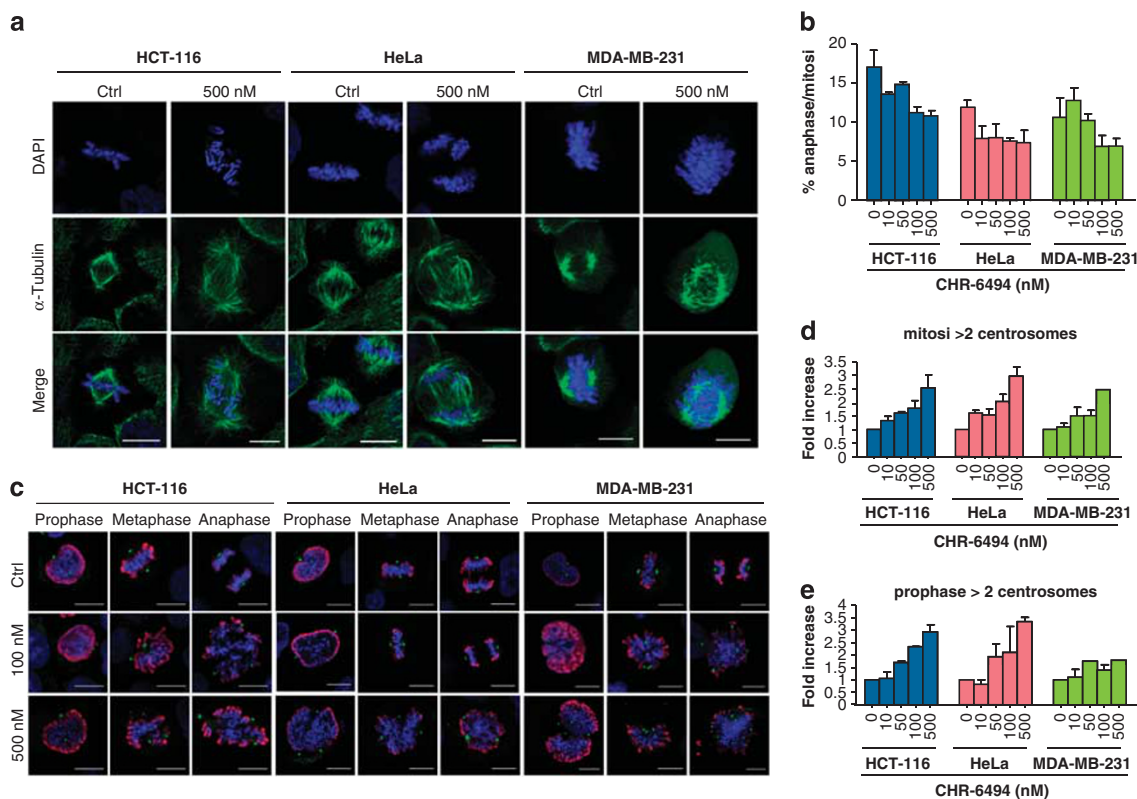 a
HCT-116 HeLa MDA-MB-231
Ctrl 500 nM Ctrl 500 nM Ctrl 500 nM
DAPI
α-Tubulin
Merge
b
% anaphase/mitosi
20
15
10
5
0
0 10 50 100 500 0 10 50 100 500 0 10 50 100 500
HCT-116 HeLa MDA-MB-231
CHR-6494 (nM)
c
HCT-116 HeLa MDA-MB-231
Prophase Metaphase Anaphase Prophase Metaphase Anaphase Prophase Metaphase Anaphase
Ctrl
100 nM
500 nM
d
mitosi >2 centrosomes
Fold increase
3.5
3
2.5
2
1.5
1
0.5
0
0 10 50 100 500 0 10 50 100 500 0 10 50 100 500
HCT-116 HeLa MDA-MB-231
CHR-6494 (nM)
e
prophase > 2 centrosomes
Fold increase
4
3.5
3
2.5
2
1.5
1
0.5
0
0 10 50 100 500 0 10 50 100 500 0 10 50 100 500
HCT-116 HeLa MDA-MB-231
CHR-6494 (nM)